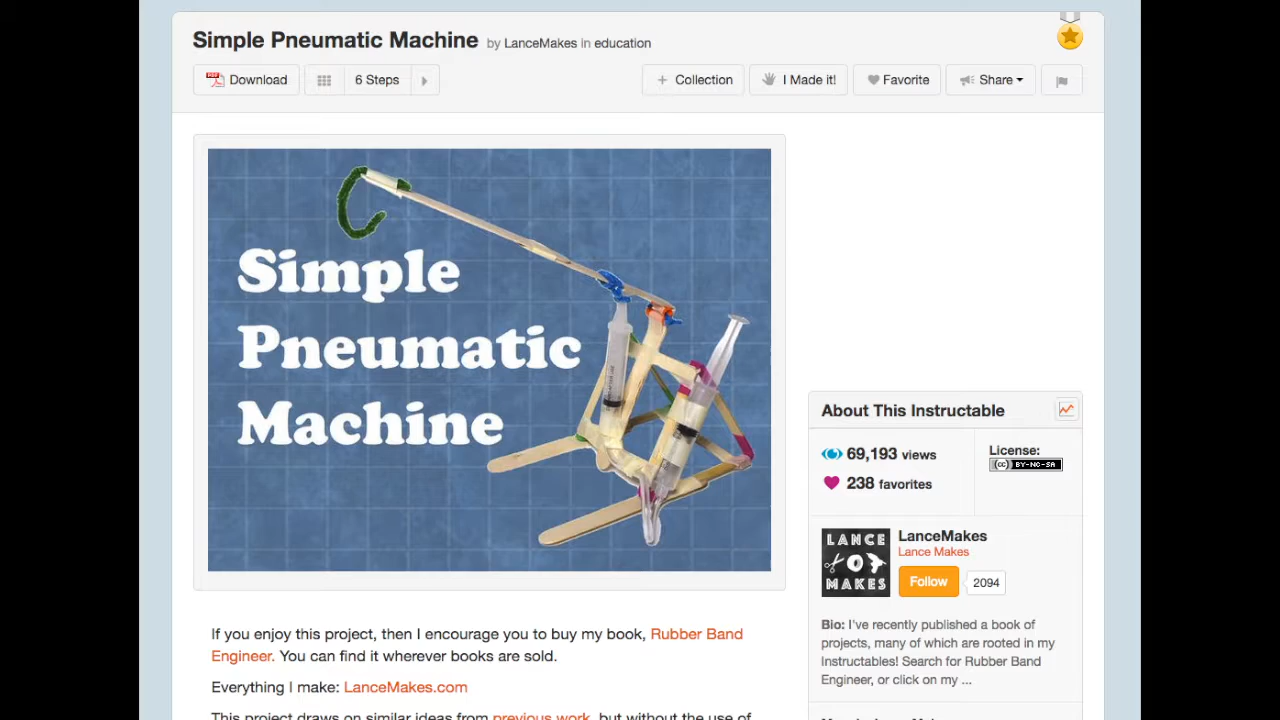 Simple Pneumatic Machine by LanceMakes in education
Download
6 Steps
+ Collection
I Made it!
Favorite
Share
Simple
Pneumatic
Machine
About This Instructable
69,193 views
238 favorites
License:
(cc) BY-NC-SA
LANCE
MAKES
LanceMakes
Lance Makes
Follow
2094
Bio: I've recently published a book of
projects, many of which are rooted in my
Instructables! Search for Rubber Band
Engineer, or click on my ...
If you enjoy this project, then I encourage you to buy my book, Rubber Band
Engineer. You can find it wherever books are sold.
Everything I make: LanceMakes.com
This project draws on similar ideas from previous work, but without the use of